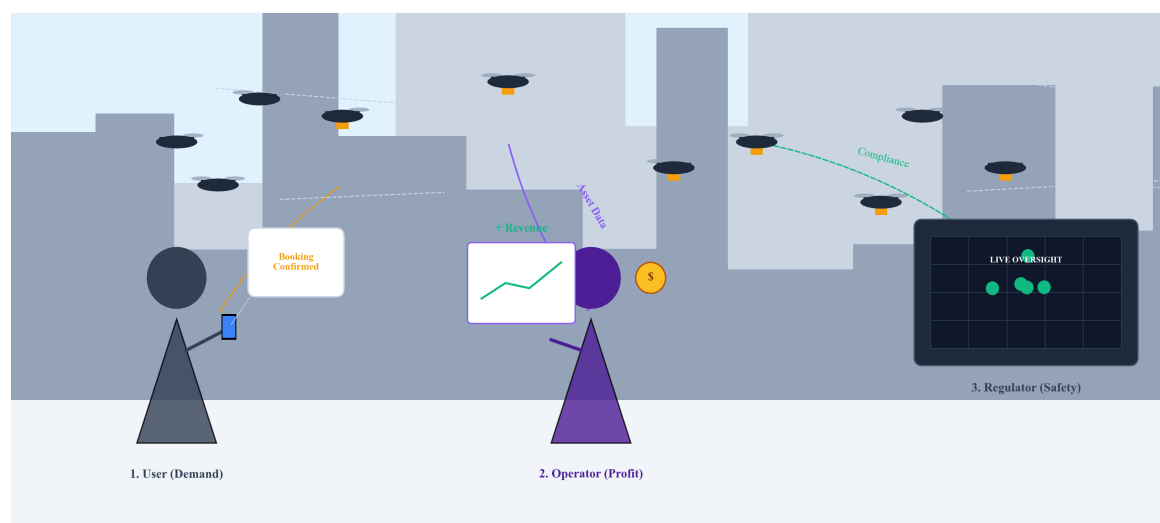 Compliance
Asset Data
+ Revenue
Booking
Confirmed
$
LIVE OVERSIGHT
3. Regulator (Safety)
1. User (Demand)
2. Operator (Profit)